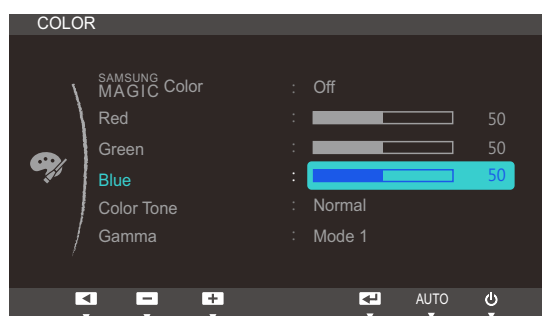 COLOR
SAMSUNG MAGIC Color : Off
Red : 50
Green : 50
Blue : 50
Color Tone : Normal
Gamma : Mode 1
AUTO